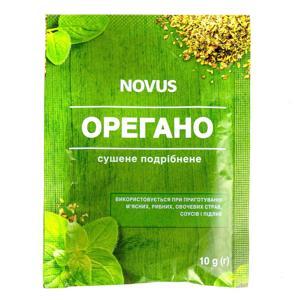 NOVUS
ОРЕГАНО
сушене подрібнене
ВИКОРИСТОВУЄТЬСЯ ПРИ ПРИГОТУВАННІ
М'ЯСНИХ, РИБНИХ, ОВОЧЕВИХ СТРАВ,
СОУСІВ І ПІДЛИВ
10 g (г)